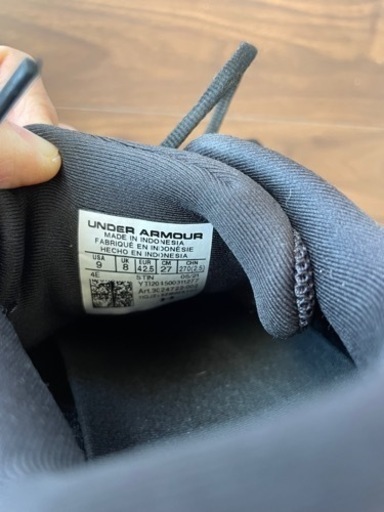 UNDER ARMOUR
MADE IN INDONESIA
FABRIQUÉ EN INDONÉSIE
HECHO EN INDONESIA
USA UK EUR CM CHN
9 8 42.5 27 270(2.5)
4E STIN